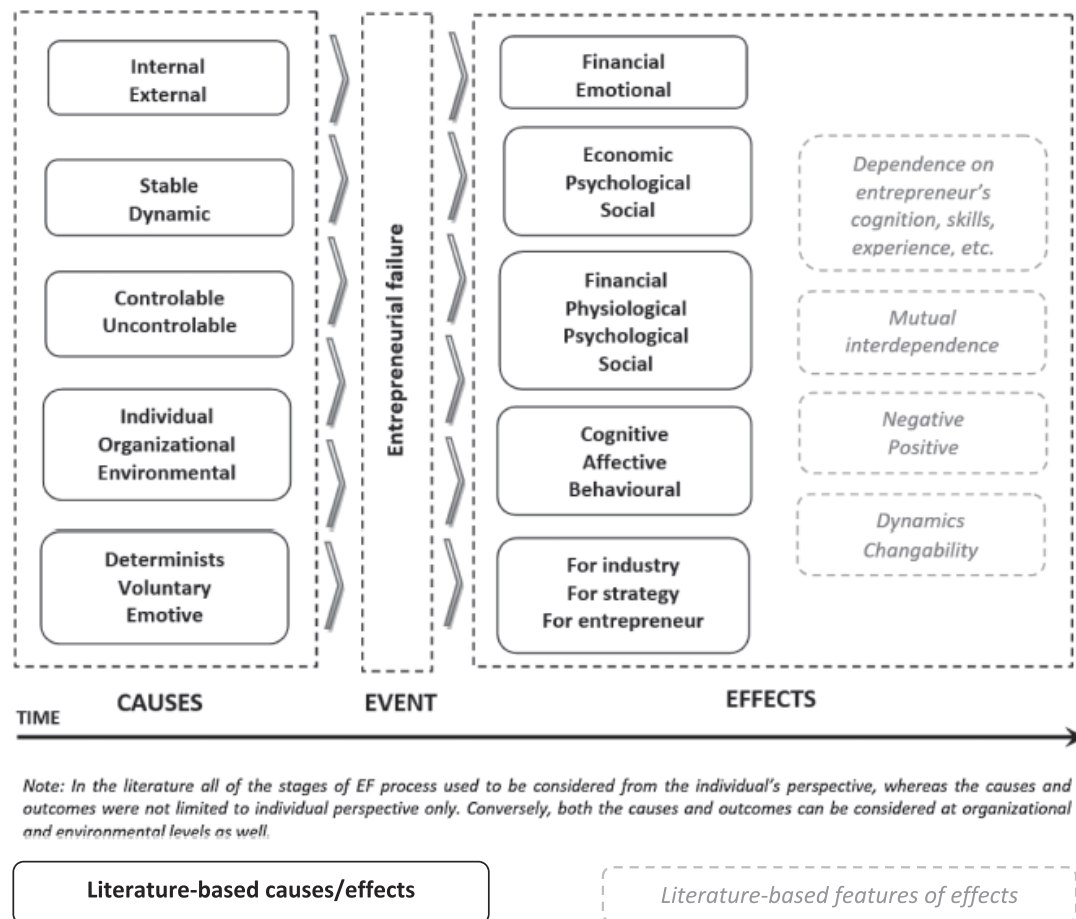 Internal
External
Stable
Dynamic
Controlable
Uncontrolable
Individual
Organizational
Environmental
Determinists
Voluntary
Emotive
Entrepreneurial failure
Financial
Emotional
Economic
Psychological
Social
Financial
Physiological
Psychological
Social
Cognitive
Affective
Behavioural
For industry
For strategy
For entrepreneur
Dependence on
entrepreneur's
cognition, skills,
experience, etc.
Mutual
interdependence
Negative
Positive
Dynamics
Changability
CAUSES
EVENT
EFFECTS
TIME
Note: In the literature all of the stages of EF process used to be considered from the individual's perspective, whereas the causes and
outcomes were not limited to individual perspective only. Conversely, both the causes and outcomes can be considered at organizational
and environmental levels as well.
Literature-based causes/effects
Literature-based features of effects